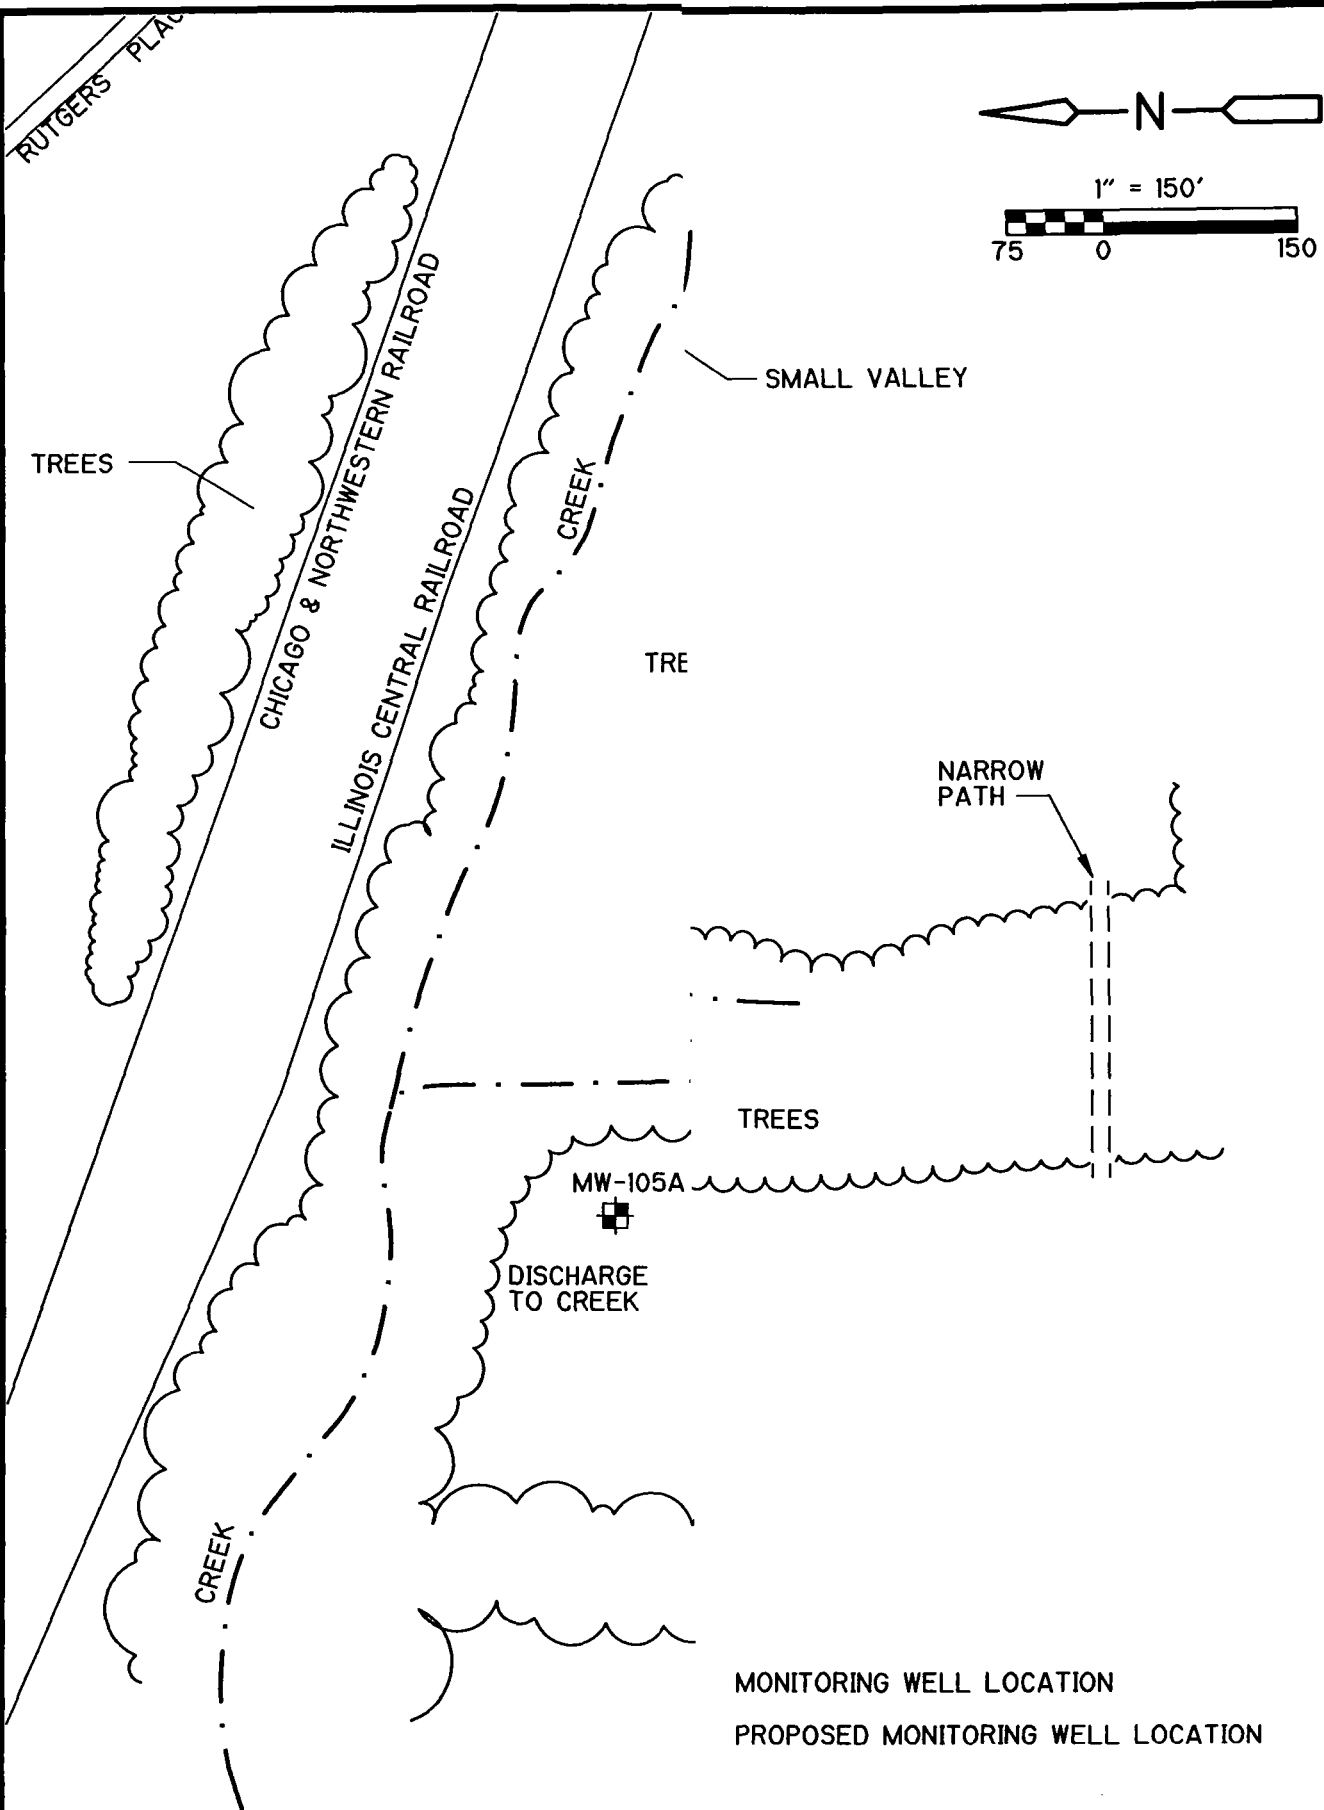 RUTGERS PLAC
N
1" = 150'
75 0 150
SMALL VALLEY
TREES
CHICAGO & NORTHWESTERN RAILROAD
CREEK
ILLINOIS CENTRAL RAILROAD
TRE
NARROW
PATH
TREES
MW-105A
DISCHARGE
TO CREEK
CREEK
MONITORING WELL LOCATION
PROPOSED MONITORING WELL LOCATION